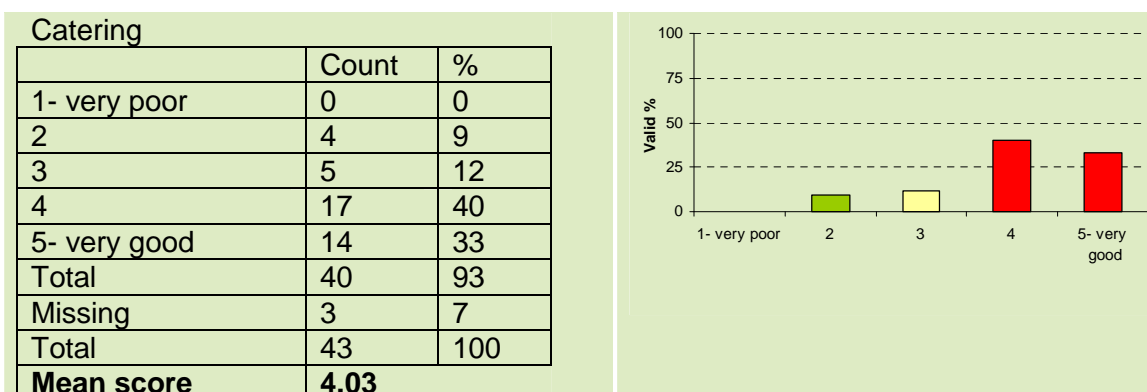 Catering
Count %
1- very poor 0 0
2 4 9
3 5 12
4 17 40
5- very good 14 33
Total 40 93
Missing 3 7
Total 43 100
Mean score 4.03
100
75
50
25
0
Valid %
1- very poor 2 3 4 5- very
good